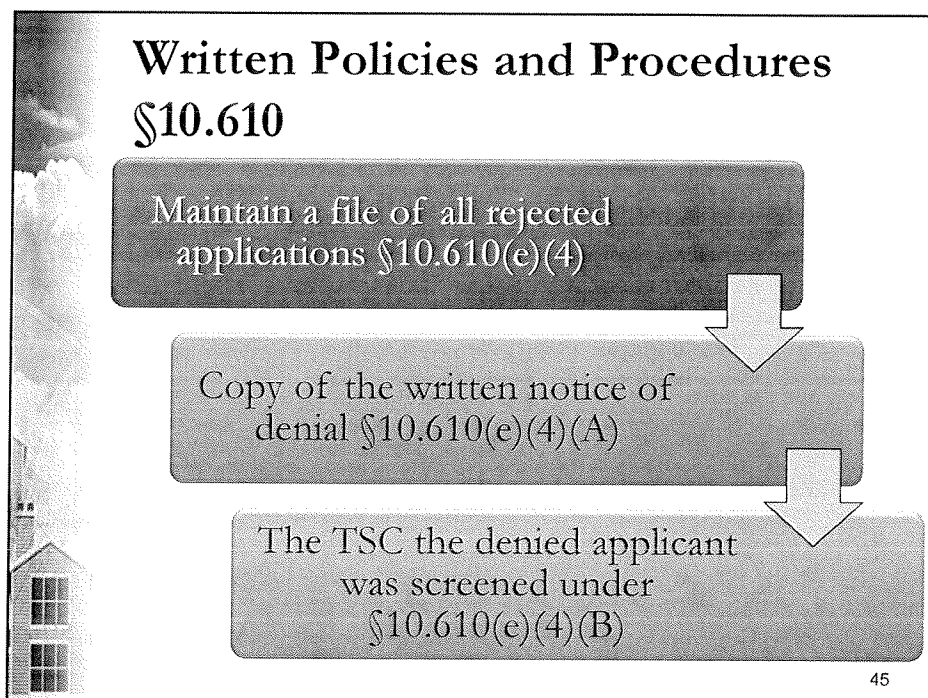 Written Policies and Procedures
§10.610
Maintain a file of all rejected
applications §10.610(e)(4)
Copy of the written notice of
denial §10.610(e)(4)(A)
The TSC the denied applicant
was screened under
§10.610(e)(4)(B)
45